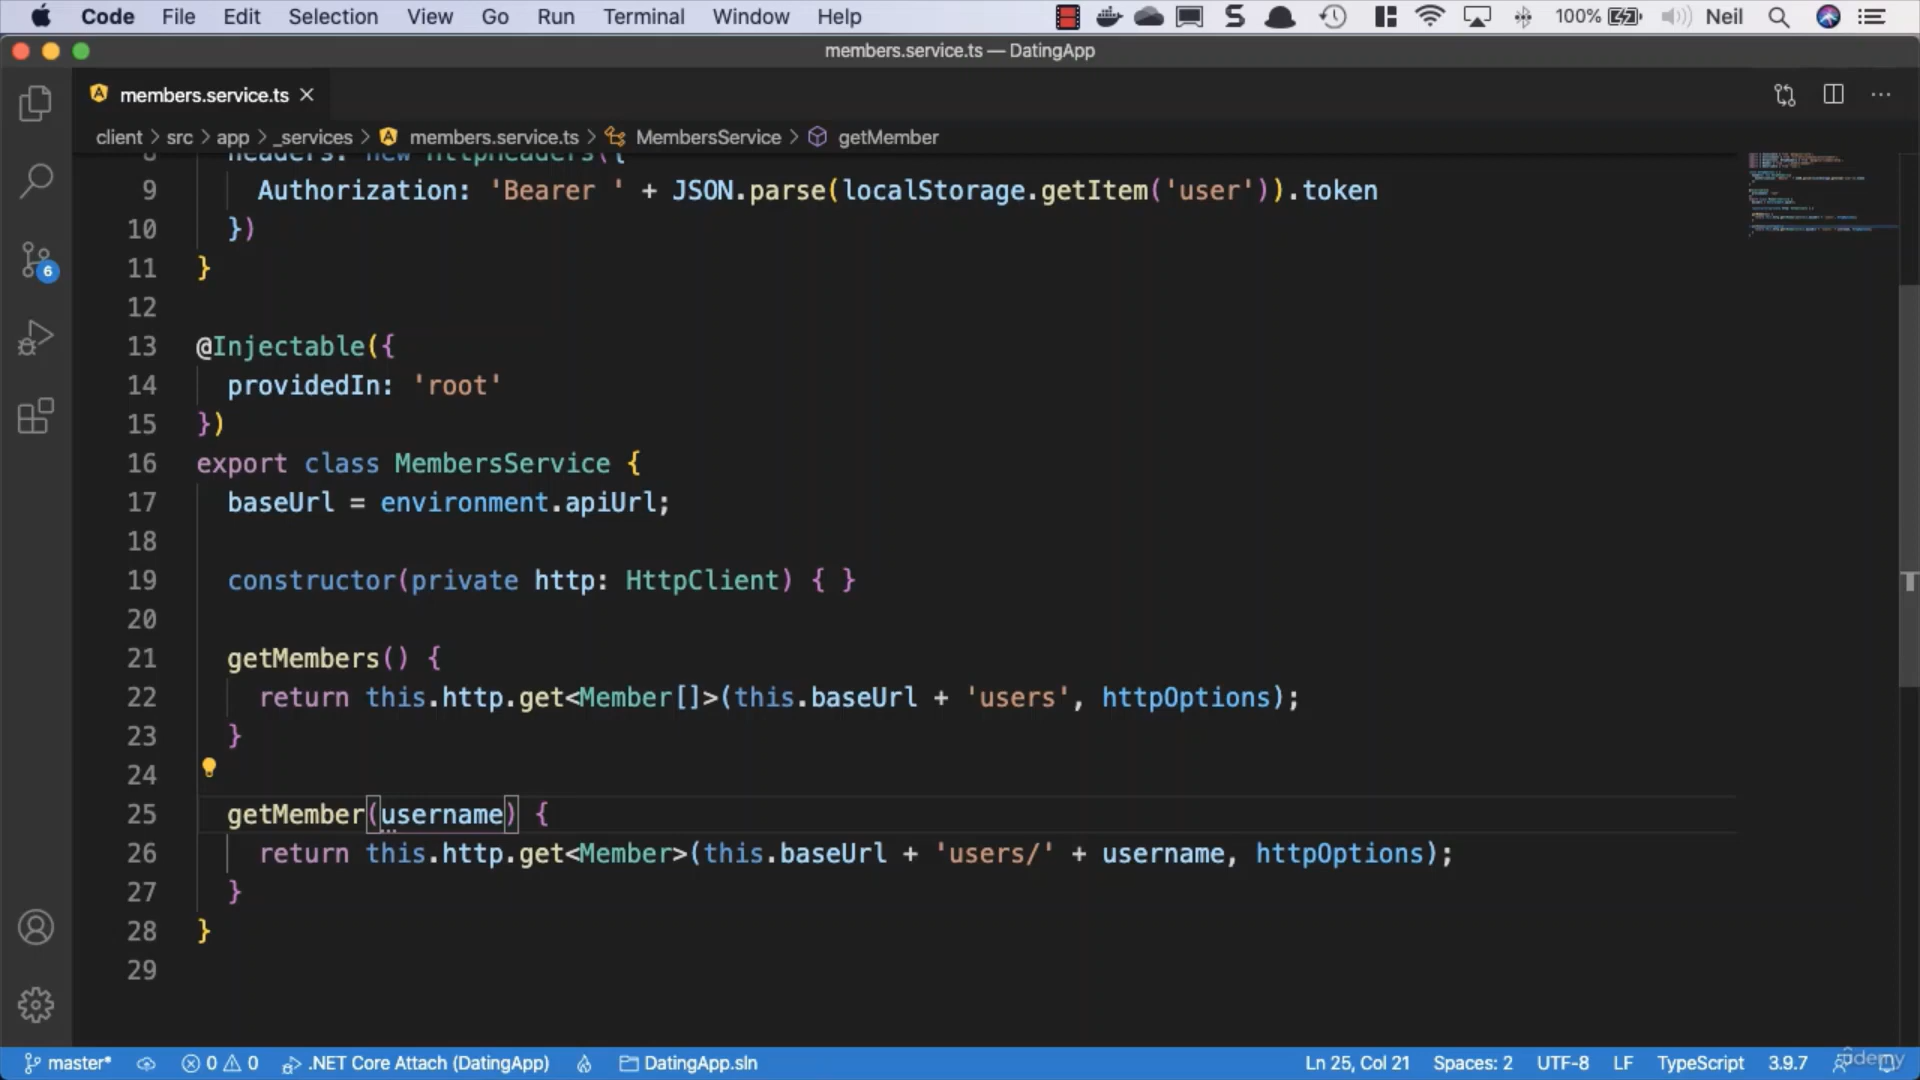 Code File Edit Selection View Go Run Terminal Window Help 100% Neil
members.service.ts — DatingApp
members.service.ts
client > src > app > _services > members.service.ts > MembersService > getMember
8 headers: new HttpHeaders({
9 Authorization: 'Bearer ' + JSON.parse(localStorage.getItem('user')).token
10 })
11 }
12
13 @Injectable({
14 providedIn: 'root'
15 })
16 export class MembersService {
17 baseUrl = environment.apiUrl;
18
19 constructor(private http: HttpClient) { }
20
21 getMembers() {
22 return this.http.get<Member[]>(this.baseUrl + 'users', httpOptions);
23 }
24
25 getMember(username) {
26 return this.http.get<Member>(this.baseUrl + 'users/' + username, httpOptions);
27 }
28 }
29
6
master* 0 0 .NET Core Attach (DatingApp) DatingApp.sln Ln 25, Col 21 Spaces: 2 UTF-8 LF TypeScript 3.9.7
udemy